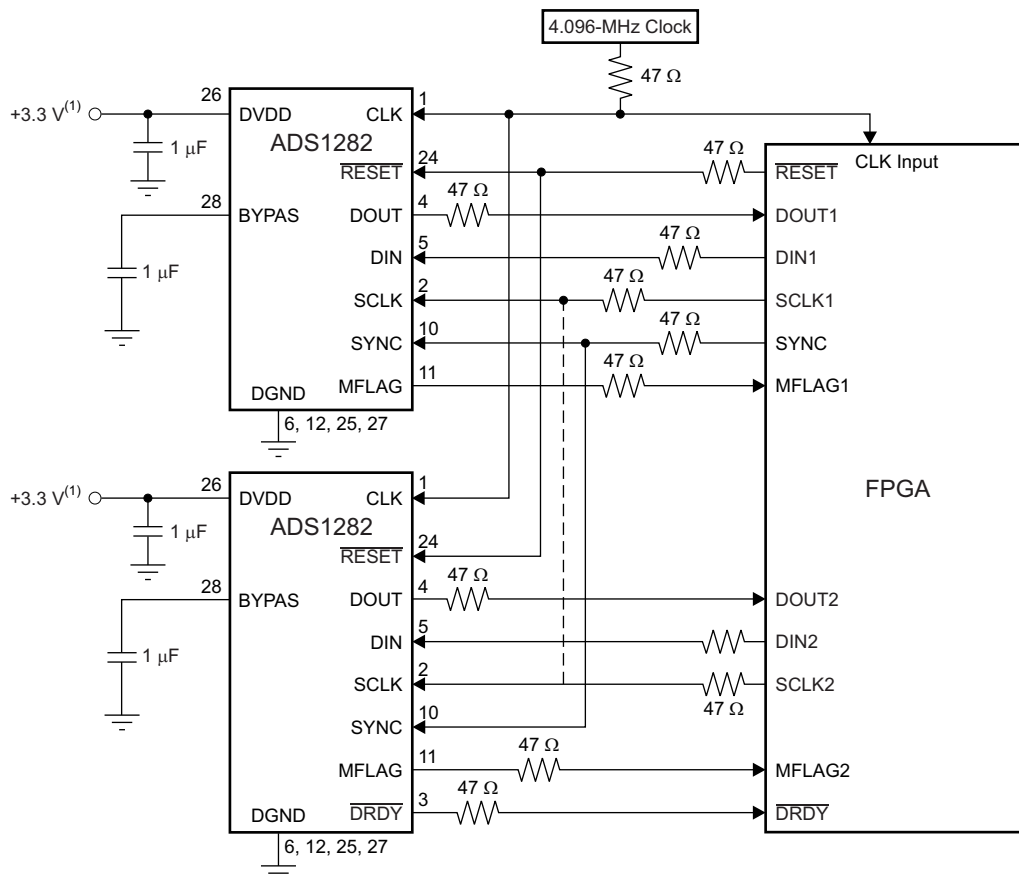 4.096-MHz Clock
47 Ω
+3.3 V(1)
26
DVDD
CLK
1
ADS1282
1 μF
RESET
24
47 Ω
RESET
CLK Input
28
BYPAS
DOUT
4
47 Ω
DOUT1
1 μF
DIN
5
47 Ω
DIN1
SCLK
2
47 Ω
SCLK1
SYNC
10
47 Ω
SYNC
MFLAG
11
47 Ω
MFLAG1
DGND
6, 12, 25, 27
FPGA
+3.3 V(1)
26
DVDD
CLK
1
ADS1282
1 μF
RESET
24
28
BYPAS
DOUT
4
47 Ω
DOUT2
1 μF
DIN
5
DIN2
SCLK
2
47 Ω
SCLK2
SYNC
10
MFLAG
11
47 Ω
MFLAG2
DRDY
3
47 Ω
DRDY
DGND
6, 12, 25, 27